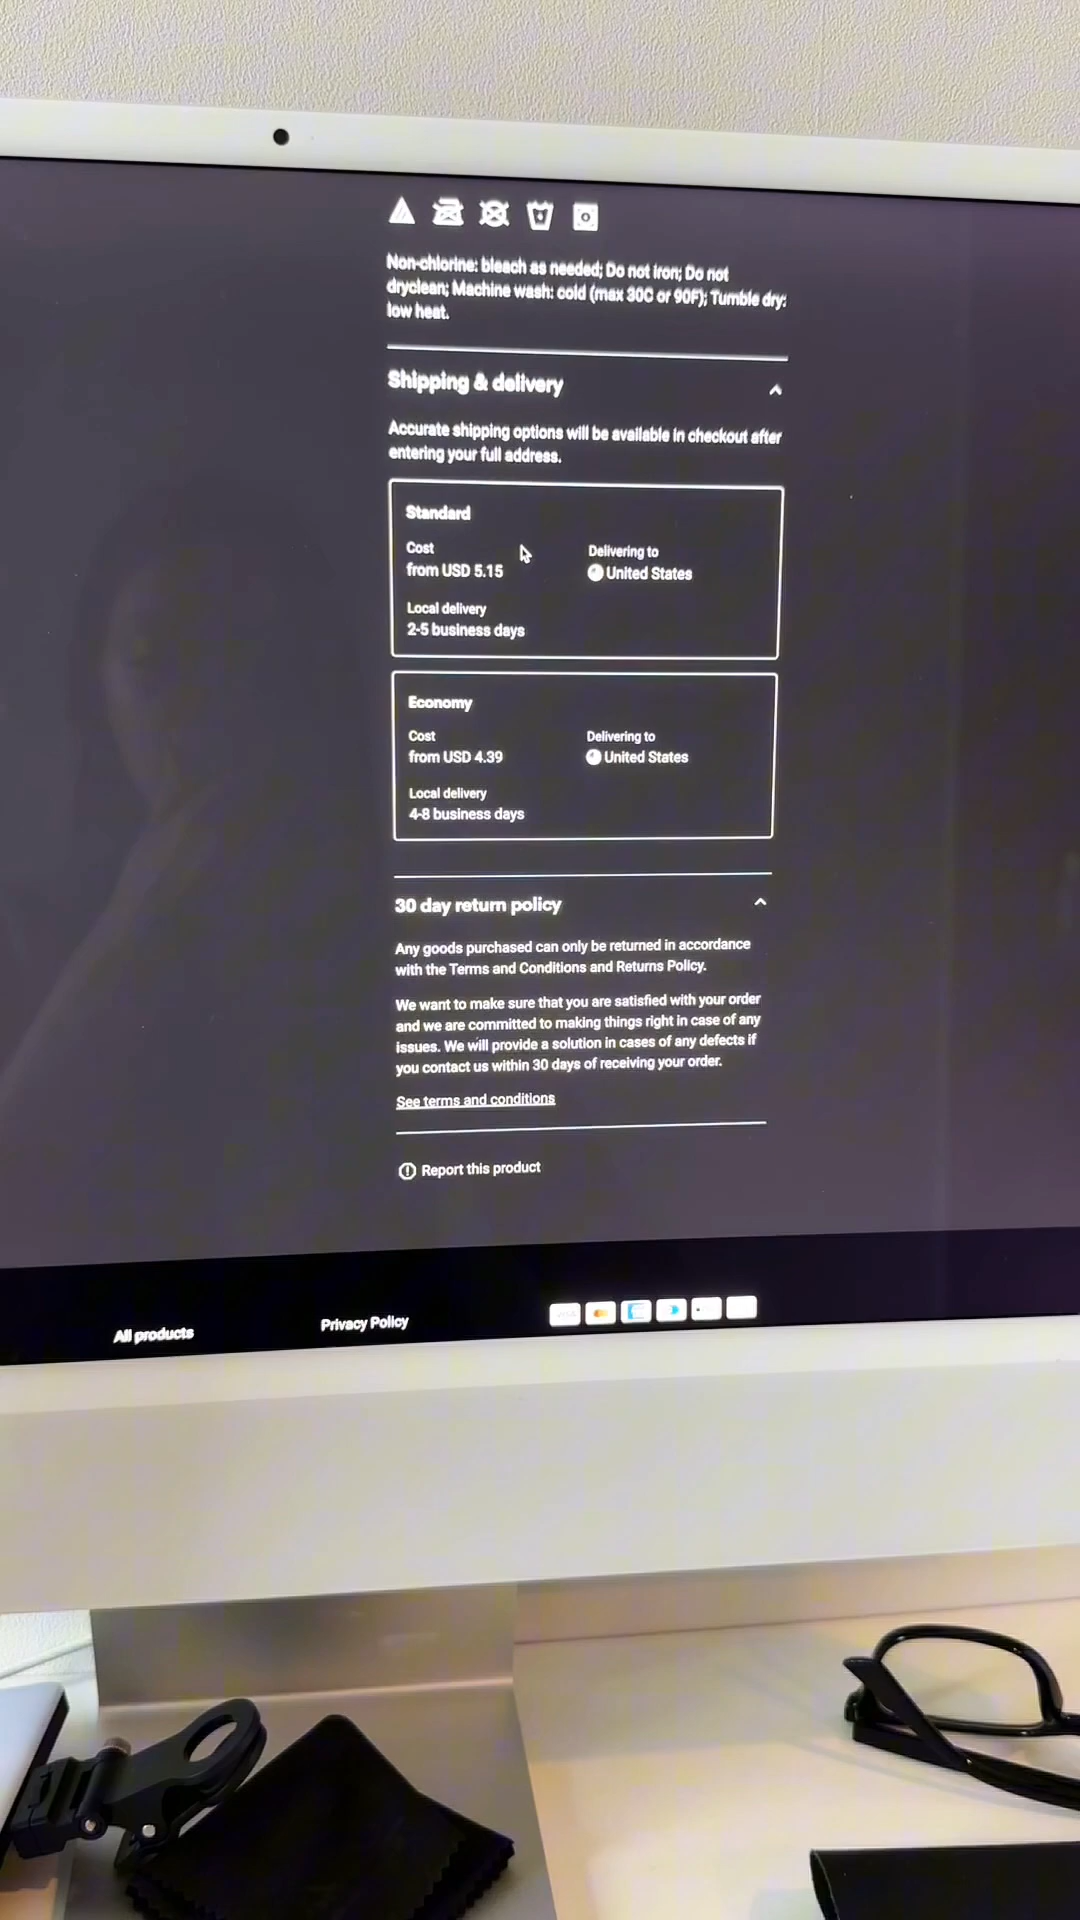 Non-chlorine: bleach as needed; Do not iron; Do not
dryclean; Machine wash: cold (max 30C or 90F); Tumble dry:
low heat.
Shipping & delivery
Accurate shipping options will be available in checkout after
entering your full address.
Standard
Cost
from USD 5.15
Delivering to
United States
Local delivery
2-5 business days
Economy
Cost
from USD 4.39
Delivering to
United States
Local delivery
4-8 business days
30 day return policy
Any goods purchased can only be returned in accordance
with the Terms and Conditions and Returns Policy.
We want to make sure that you are satisfied with your order
and we are committed to making things right in case of any
issues. We will provide a solution in cases of any defects if
you contact us within 30 days of receiving your order.
See terms and conditions
Report this product
All products
Privacy Policy